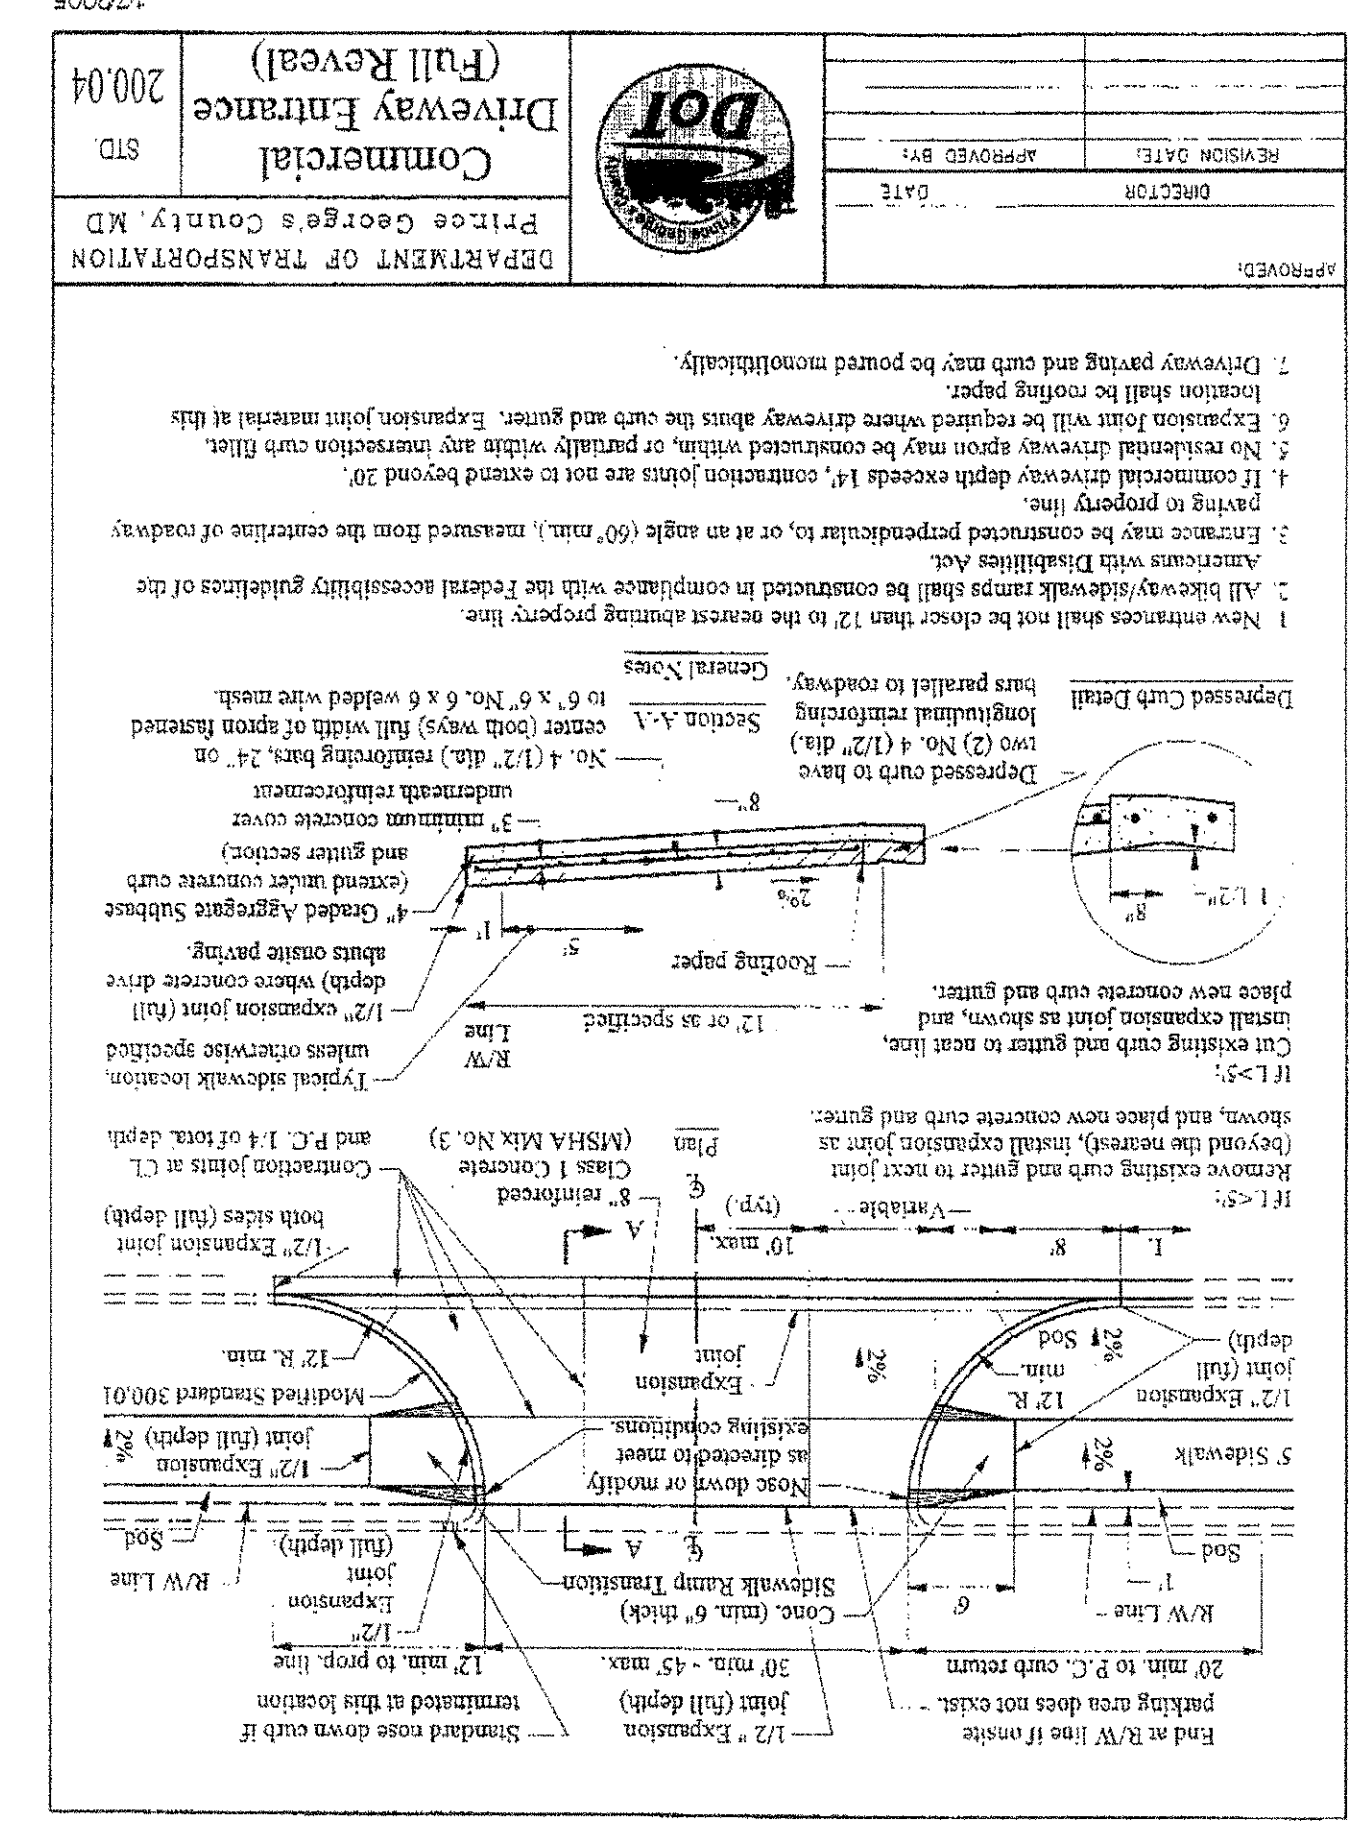 End at R/W line if onsite
parking area does not exist.
1/2" Expansion
joint (full depth)
Standard nose down curb if
terminated at this location
20' min. to P.C. curb return
30' min. - 45' max.
12' min. to prop. line
R/W Line
1'
6'
Conc. (min. 6" thick)
Sidewalk Ramp Transition
1/2"
Expansion
joint
(full depth)
R/W Line
Sod
A
Sod
5' Sidewalk
2%
Nose down or modify
as directed to meet
existing conditions.
1/2" Expansion
joint (full depth)
2%
1/2" Expansion
joint (full
depth)
12' R.
min.
Sod
2%
2%
Expansion
joint
Modified Standard 300.01
12' R. min.
L
8'
Variable
10' max.
(typ.)
A
8" reinforced
Class 1 Concrete
(MSHA Mix No. 3)
1/2" Expansion joint
both sides (full depth)
Contraction joints at CL
and P.C. 1/4 of total depth
If L<5';
Remove existing curb and gutter to next joint
(beyond the nearest), install expansion joint as
shown, and place new concrete curb and gutter.
Plan
If L>5';
Cut existing curb and gutter to neat line,
install expansion joint as shown, and
place new concrete curb and gutter.
R/W
Line
12' or as specified
Typical sidewalk location,
unless otherwise specified
1/2" expansion joint (full
depth) where concrete drive
abuts onsite paving.
Roofing paper
5'
1'
2%
4" Graded Aggregate Subbase
(extend under concrete curb
and gutter section)
3" minimum concrete cover
underneath reinforcement
8"
1 1/2"
8"
Depressed Curb Detail
Depressed curb to have
two (2) No. 4 (1/2" dia.)
longitudinal reinforcing
bars parallel to roadway.
Section A-A
No. 4 (1/2" dia.) reinforcing bars, 24" on
center (both ways) full width of apron fastened
to 6" x 6" No. 6 x 6 welded wire mesh.
General Notes
1 New entrances shall not be closer than 12' to the nearest abutting property line.
2. All bikeway/sidewalk ramps shall be constructed in compliance with the Federal accessibility guidelines of the
Americans with Disabilities Act.
3. Entrance may be constructed perpendicular to, or at an angle (60° min.), measured from the centerline of roadway
paving to property line.
4. If commercial driveway depth exceeds 14', contraction joints are not to extend beyond 20'.
5. No residential driveway apron may be constructed within, or partially within any intersection curb fillet.
6. Expansion Joint will be required where driveway abuts the curb and gutter. Expansion joint material at this
location shall be roofing paper.
7. Driveway paving and curb may be poured monolithically.
APPROVED:
DIRECTOR
DATE
REVISION DATE:
APPROVED BY:
Prince George's
DOT
DEPARTMENT OF TRANSPORTATION
Prince George's County, MD
Commercial
Driveway Entrance
(Full Reveal)
STD.
200.04
1/2005